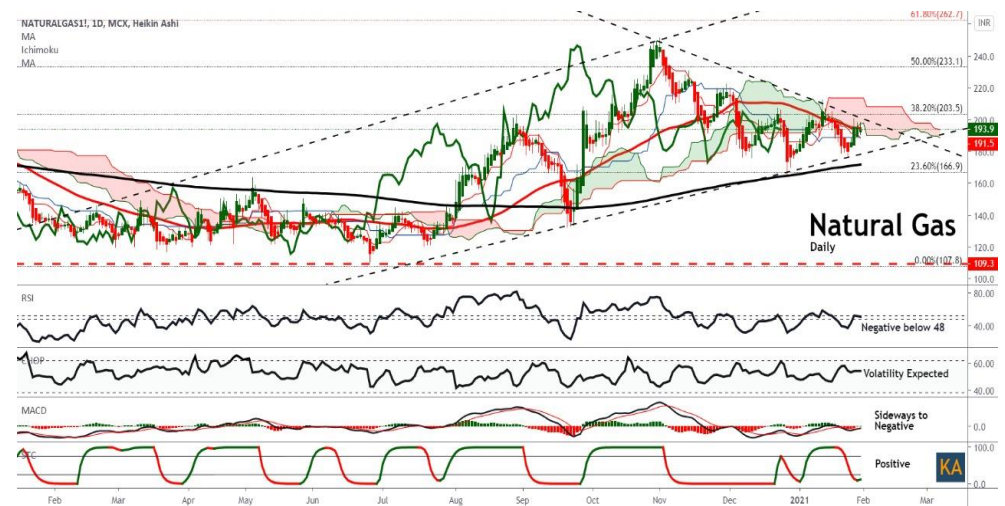 NATURALGAS1!, 1D, MCX, Heikin Ashi
MA
Ichimoku
MA
INR
61.80%(262.7)
50.00%(233.1)
220.0
38.20%(203.5)
200.0
193.9
191.5
180.0
23.60%(166.9)
160.0
140.0
Natural Gas
Daily
120.0
0.00%(107.8)
109.3
100.0
RSI
80.00
40.00
Negative below 48
CHOP
60.00
40.00
Volatility Expected
MACD
Sideways to
Negative
0.0
STC
100.0
Positive
KA
0.0
Feb Mar Apr May Jun Jul Aug Sep Oct Nov Dec 2021 Feb Mar